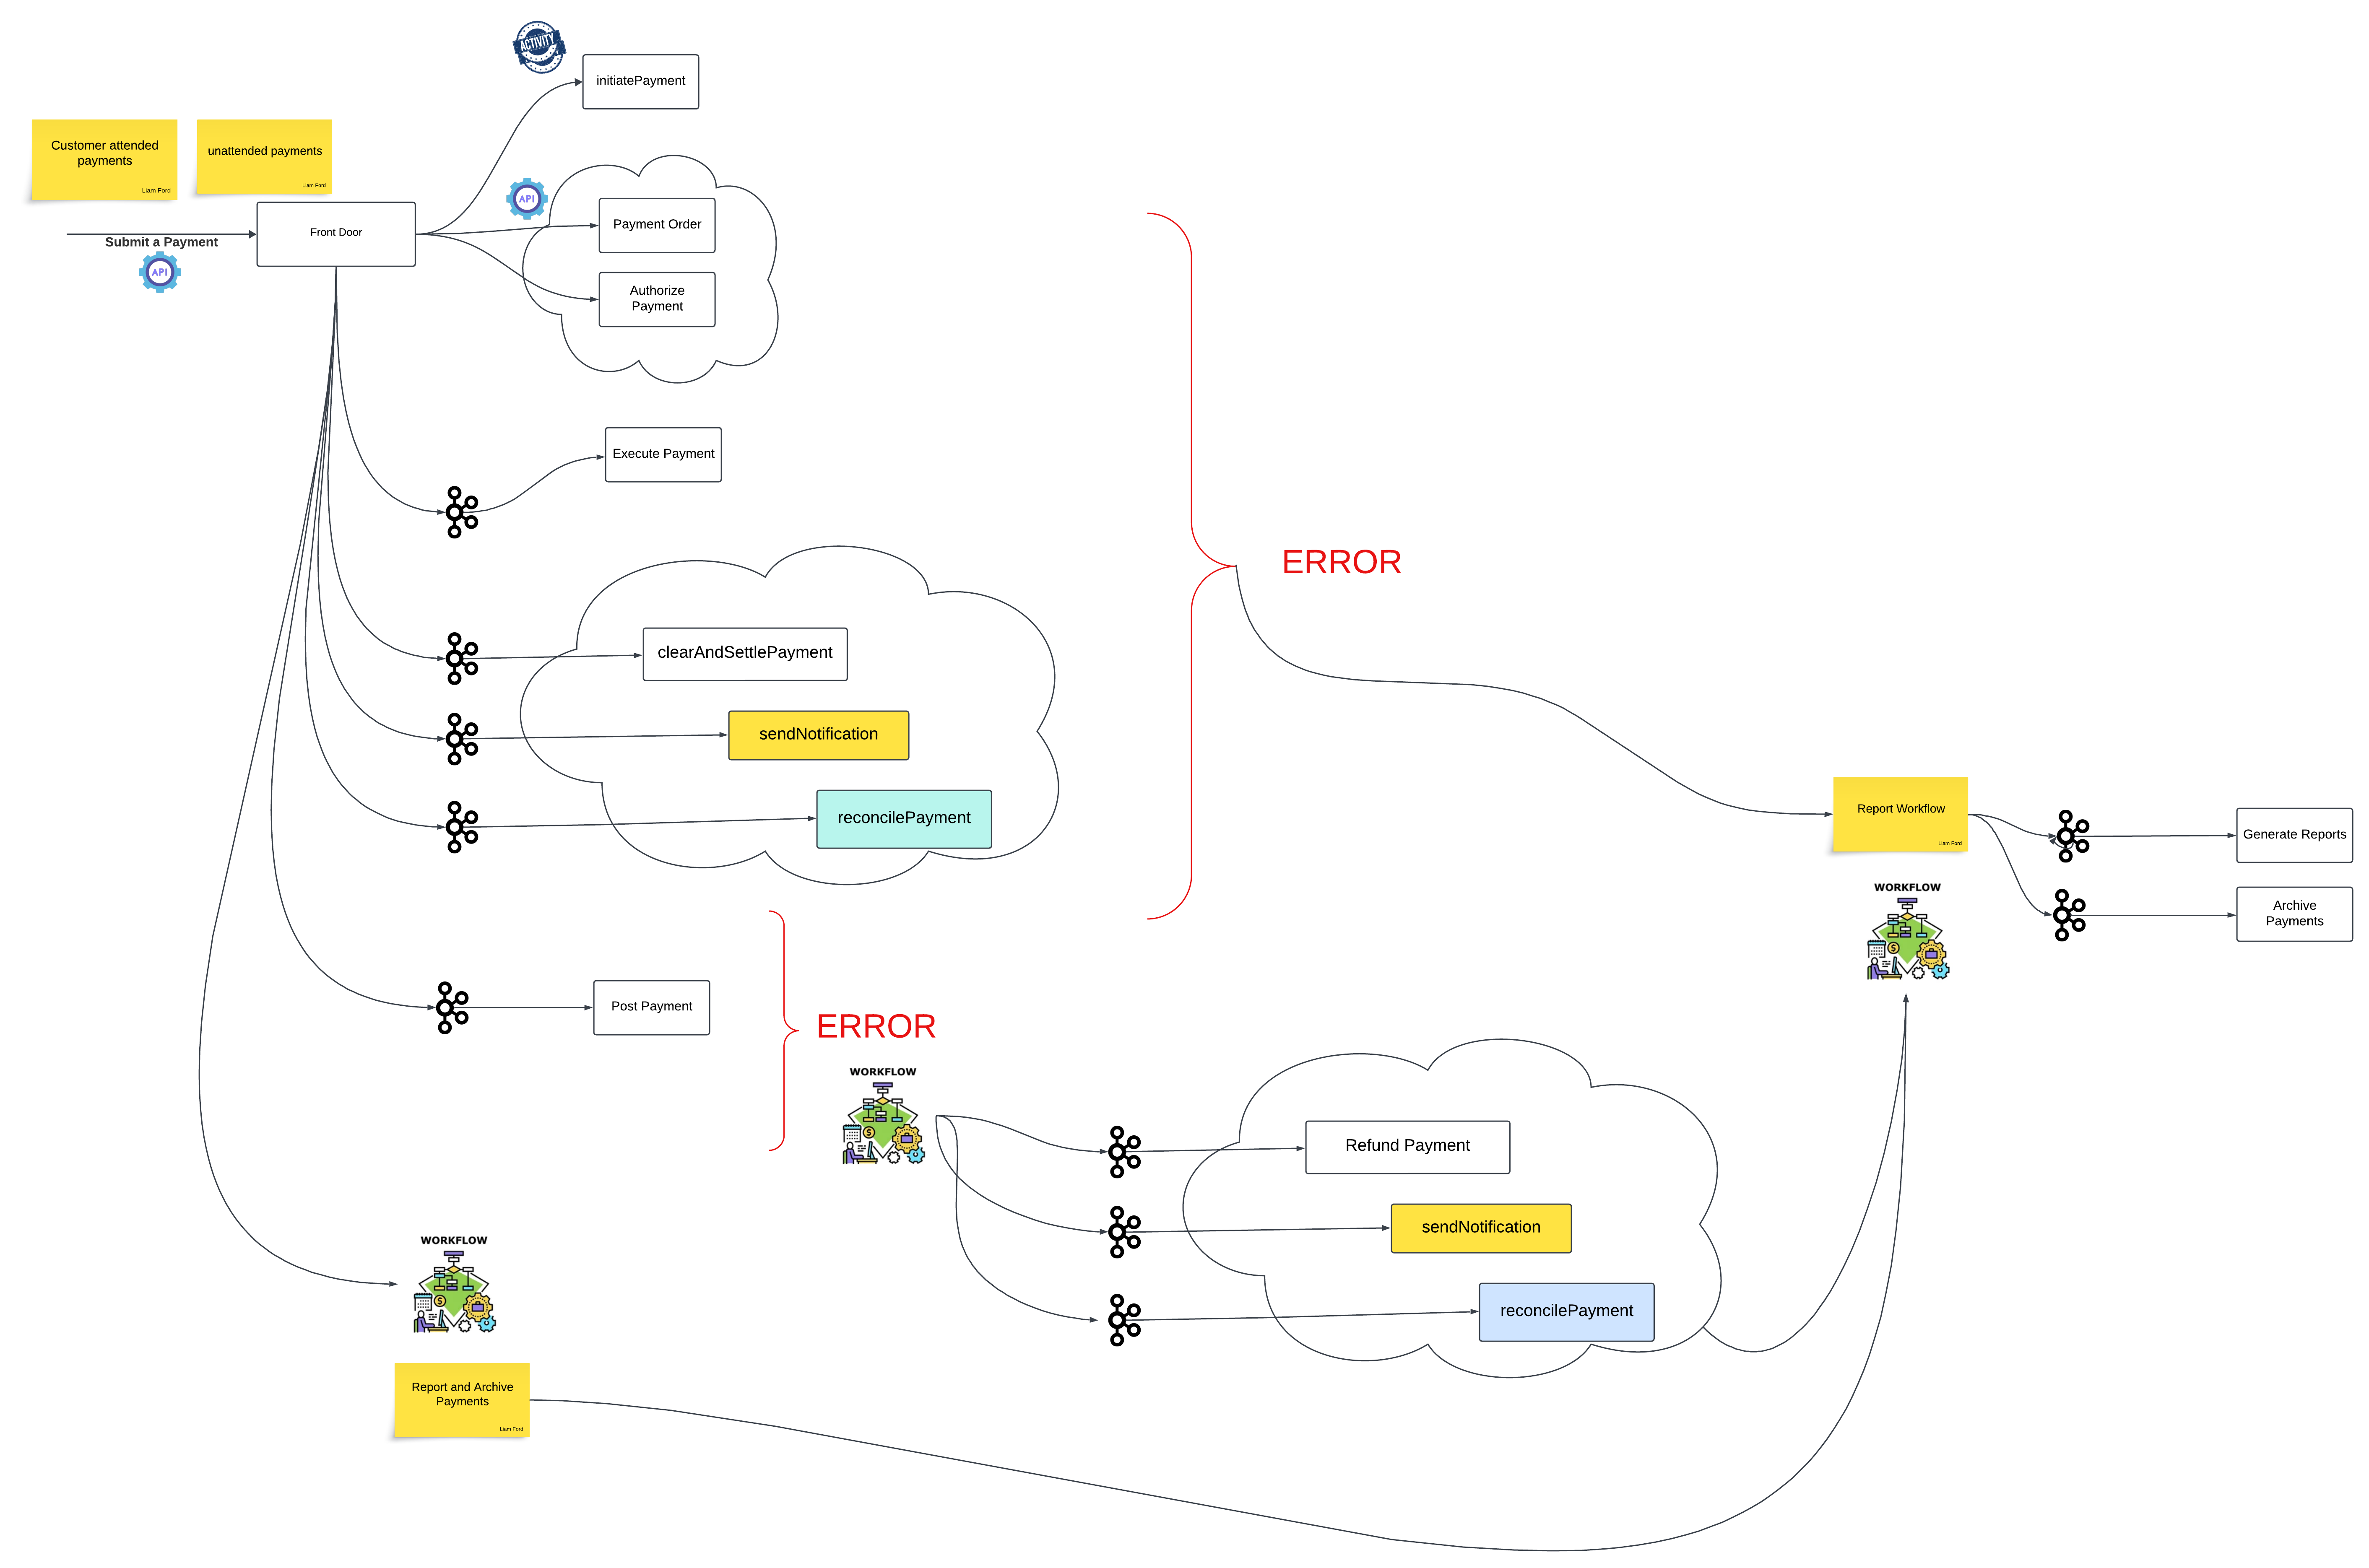 ACTIVITY
initiatePayment
Customer attended
payments
Liam Ford
unattended payments
Liam Ford
Submit a Payment
API
Front Door
API
Payment Order
Authorize
Payment
Execute Payment
ERROR
clearAndSettlePayment
sendNotification
reconcilePayment
Report Workflow
Liam Ford
Generate Reports
WORKFLOW
$
Archive
Payments
Post Payment
ERROR
WORKFLOW
$
Refund Payment
sendNotification
reconcilePayment
WORKFLOW
$
Report and Archive
Payments
Liam Ford